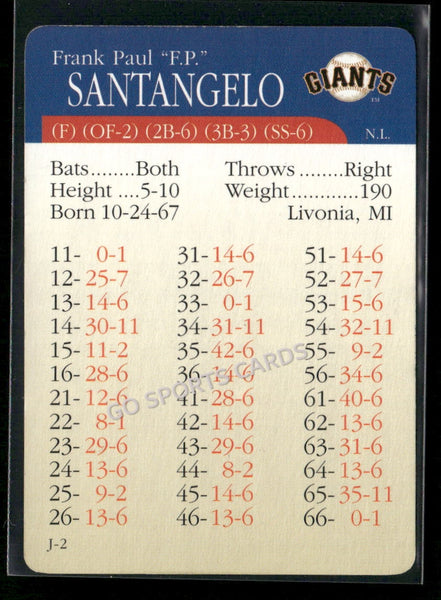 Frank Paul "F.P."
SANTANGELO
GIANTS
TM
(F) (OF-2) (2B-6) (3B-3) (SS-6) N.L.
Bats........Both Throws.......Right
Height ....5-10 Weight...........190
Born 10-24-67 Livonia, MI
11- 0-1 31-14-6 51-14-6
12- 25-7 32- 26-7 52- 27-7
13- 14-6 33- 0-1 53- 15-6
14- 30-11 34- 31-11 54- 32-11
15- 11-2 35- 42-6 55- 9-2
16- 28-6 36- -6 56- 34-6
21- 12-6 41- 28-6 61- 40-6
22- 8-1 42- 13-6 62- 14-6
23- 29-6 43- 29-6 63- 31-6
24- 13-6 44- 8-2 64- 13-6
25- 9-2 45- 14-6 65- 35-11
26- 13-6 46- 13-6 66- 0-1
J-2
GO SPORTS CARDS